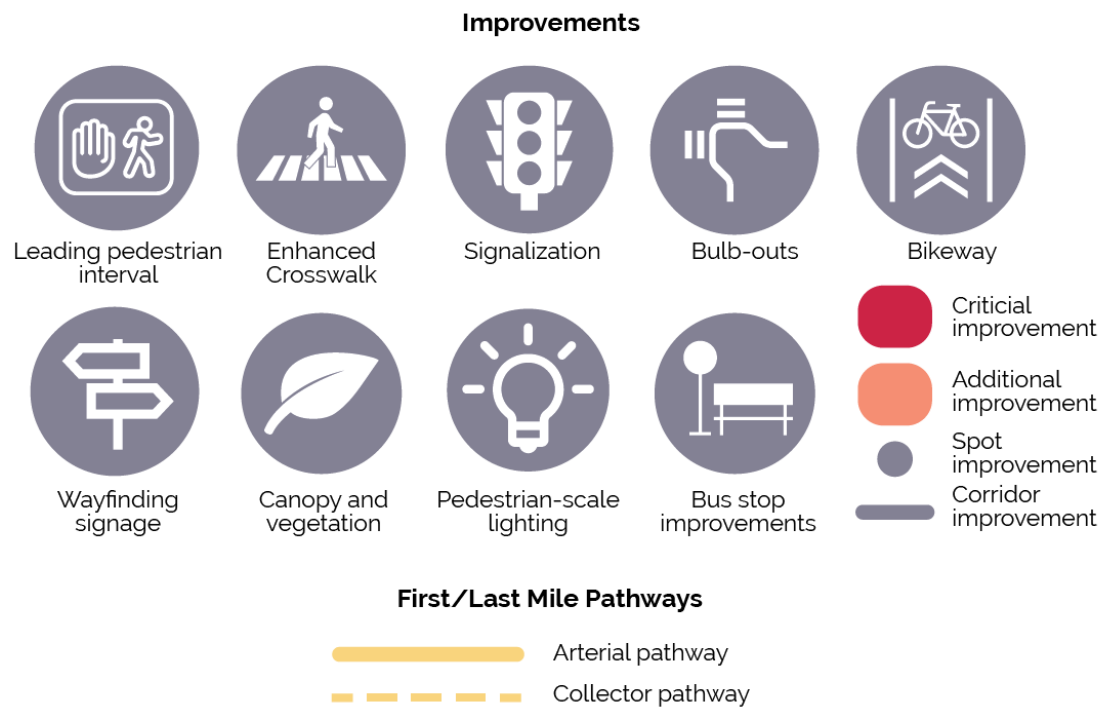 Improvements
Leading pedestrian
interval
Enhanced
Crosswalk
Signalization
Bulb-outs
Bikeway
Criticial
improvement
Additional
improvement
Spot
improvement
Corridor
improvement
Wayfinding
signage
Canopy and
vegetation
Pedestrian-scale
lighting
Bus stop
improvements
First/Last Mile Pathways
Arterial pathway
Collector pathway